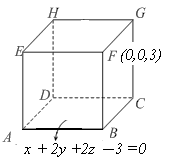 H G
E F (0,0,3)
D C
A B
x + 2y +2z −3 =0